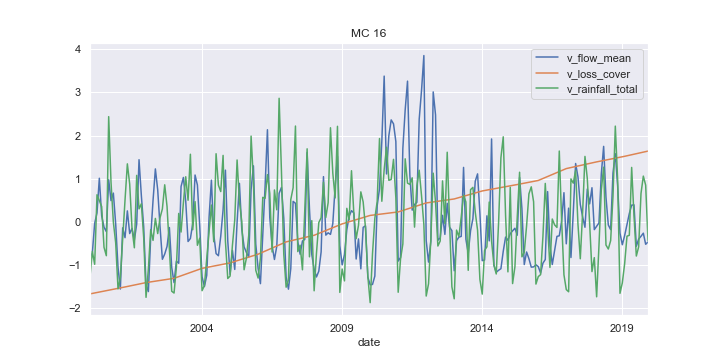 MC 16
4
3
2
1
0
−1
−2
v_flow_mean
v_loss_cover
v_rainfall_total
2004
2009
2014
2019
date